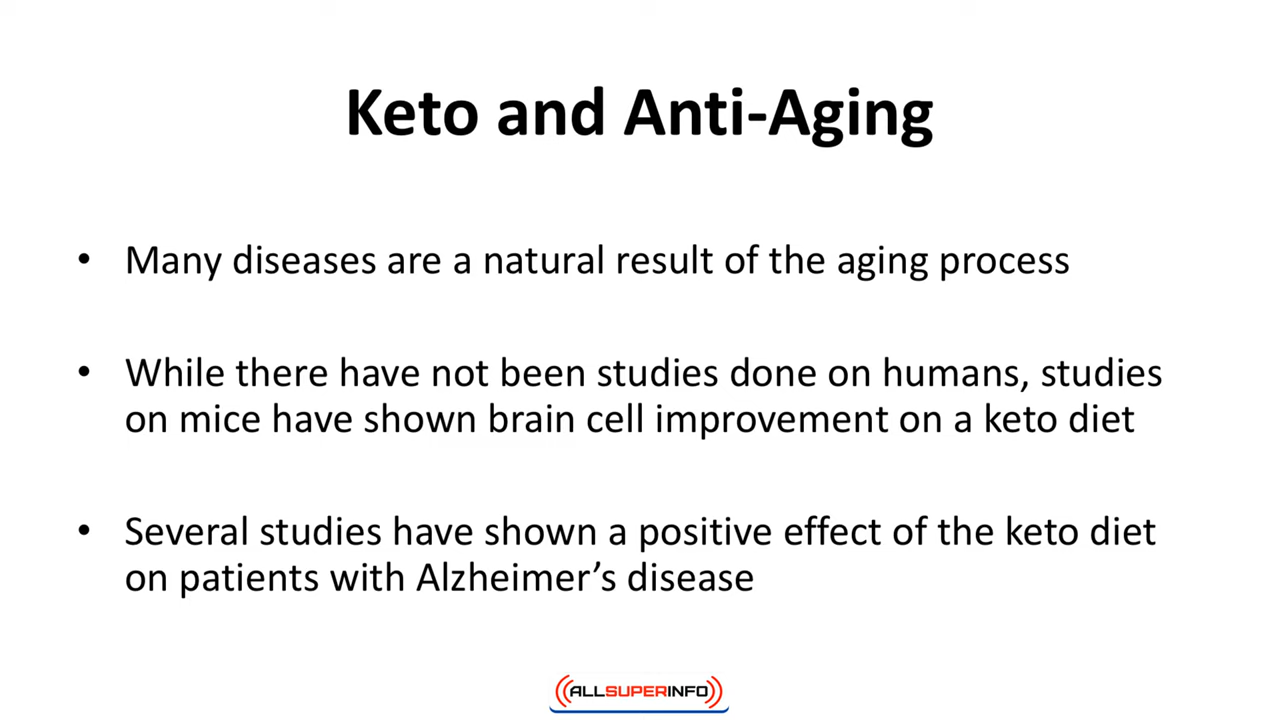 Keto and Anti-Aging
• Many diseases are a natural result of the aging process
• While there have not been studies done on humans, studies
on mice have shown brain cell improvement on a keto diet
• Several studies have shown a positive effect of the keto diet
on patients with Alzheimer’s disease
ALLSUPERINFO